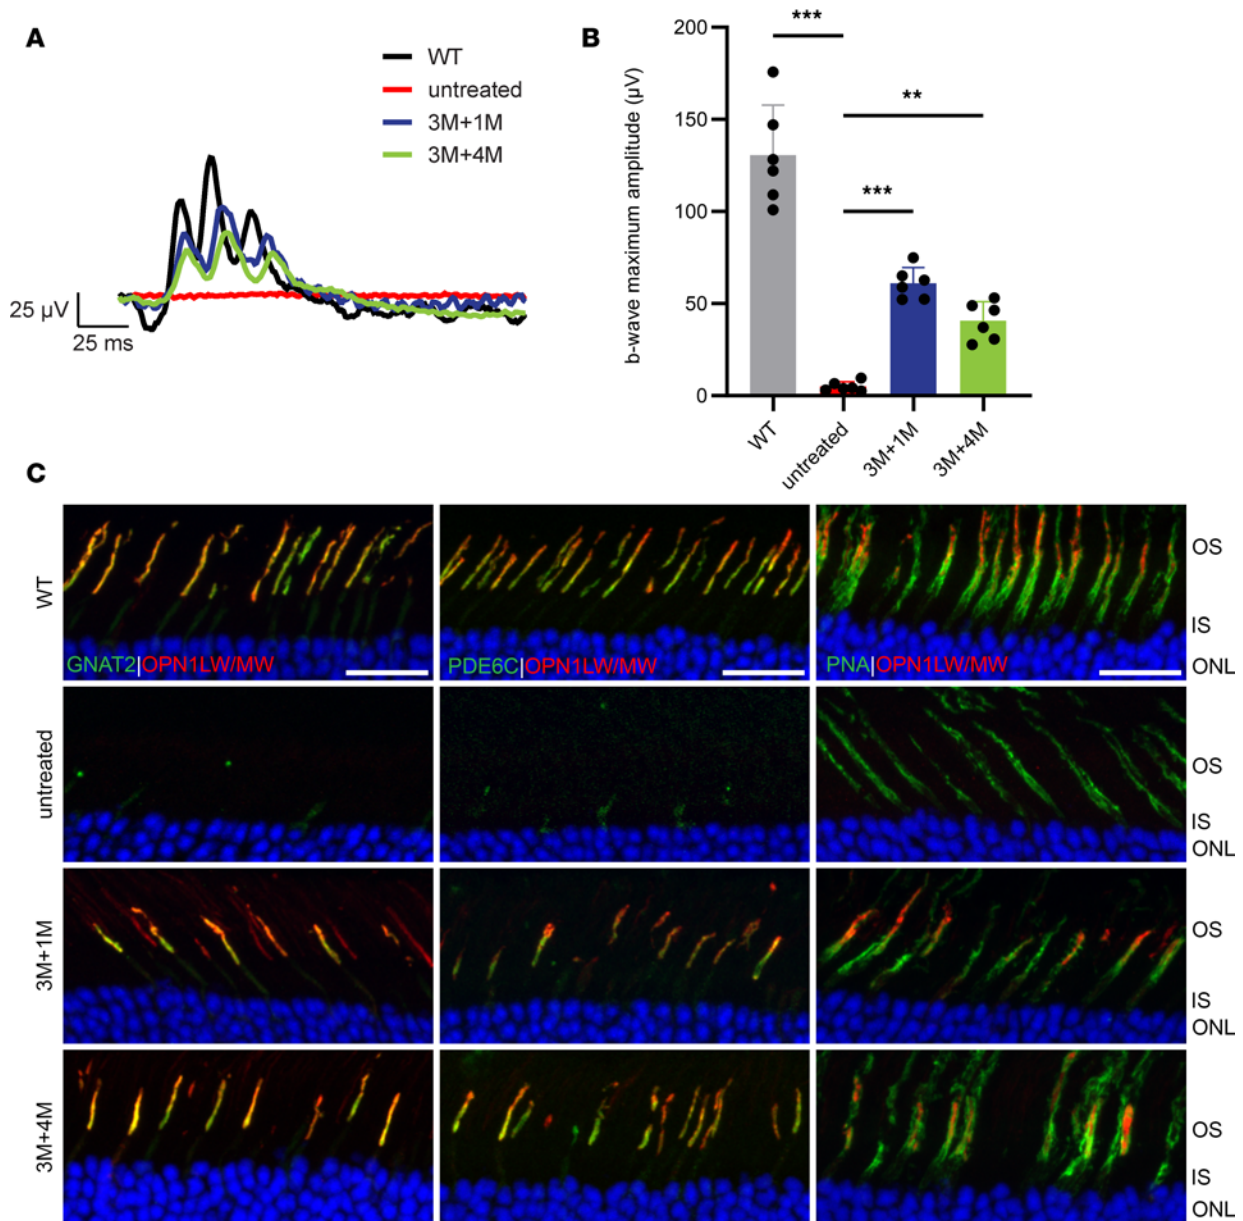 A
WT
untreated
3M+1M
3M+4M
25 µV
25 ms
B
b-wave maximum amplitude (µV)
200
150
100
50
0
***
**
***
WT
untreated
3M+1M
3M+4M
C
WT
GNAT2|OPN1LW/MW
PDE6C|OPN1LW/MW
PNA|OPN1LW/MW
OS
IS
ONL
untreated
OS
IS
ONL
3M+1M
OS
IS
ONL
3M+4M
OS
IS
ONL